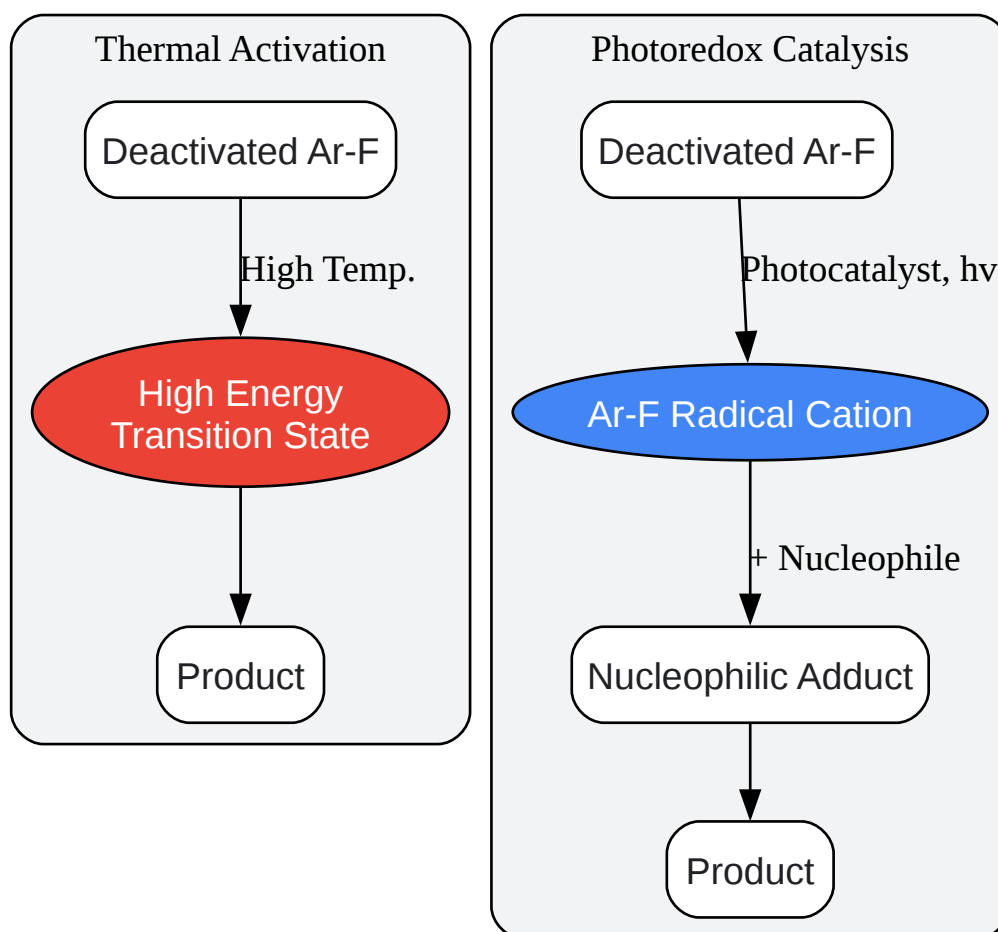 Thermal Activation
Deactivated Ar-F
High Temp.
High Energy
Transition State
Product
Photoredox Catalysis
Deactivated Ar-F
Photocatalyst, hv
Ar-F Radical Cation
+ Nucleophile
Nucleophilic Adduct
Product